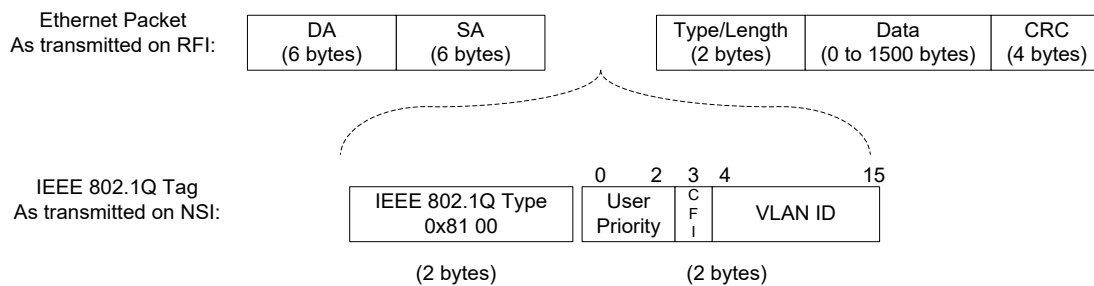 Ethernet Packet
As transmitted on RFI:
DA
(6 bytes)
SA
(6 bytes)
Type/Length
(2 bytes)
Data
(0 to 1500 bytes)
CRC
(4 bytes)
IEEE 802.1Q Tag
As transmitted on NSI:
0 2 3 4 15
IEEE 802.1Q Type
0x81 00
User
Priority
C
F
I
VLAN ID
(2 bytes)
(2 bytes)